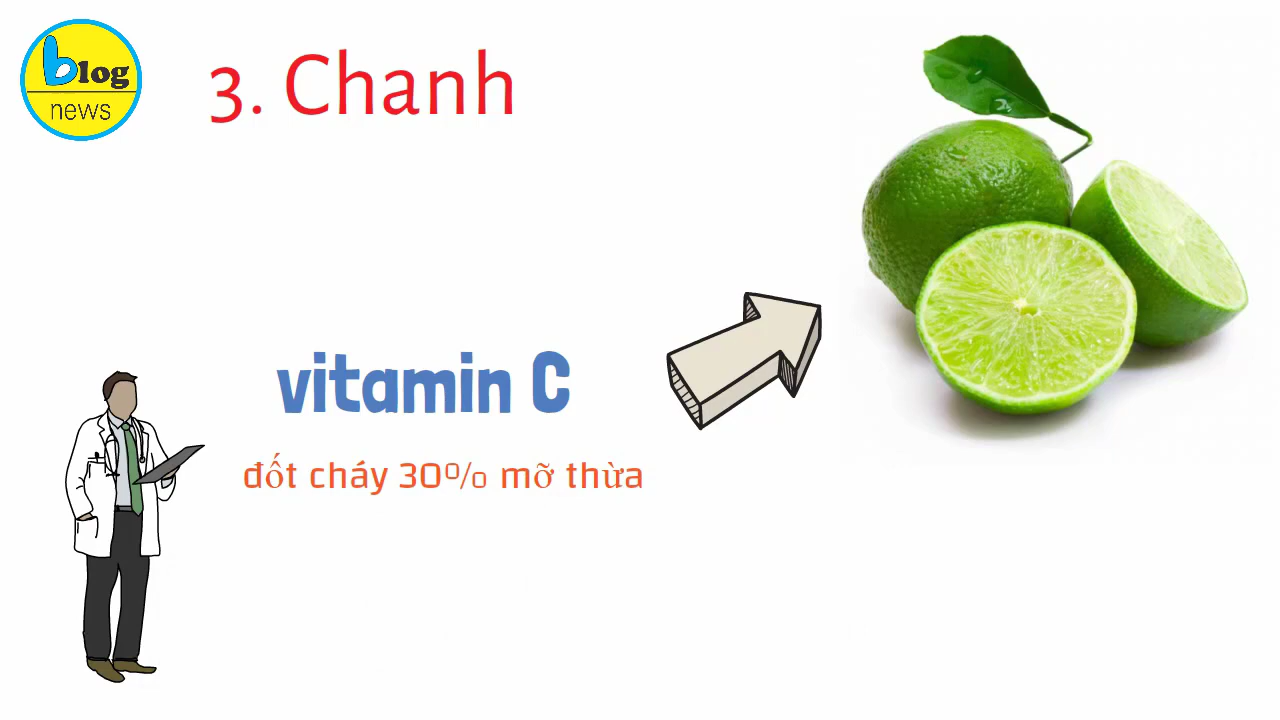 blog
news
3. Chanh
vitamin C
đốt cháy 30% mỡ thừa